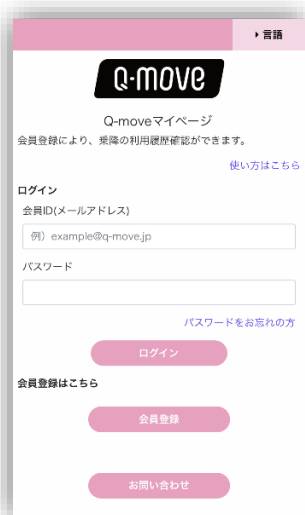 ▶言語
Q-MOVE
Q-moveマイページ
会員登録により、乗降の利用履歴確認ができます。
使い方はこちら
ログイン
会員ID(メールアドレス)
例）example@q-move.jp
パスワード
パスワードをお忘れの方
ログイン
会員登録はこちら
会員登録
お問い合わせ